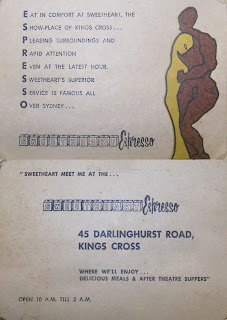 EAT IN COMFORT AT SWEETHEART, THE
SHOW-PLACE OF KINGS CROSS...
PLEASING SURROUNDINGS AND
RAPID ATTENTION
EVEN AT THE LATEST HOUR.
SWEETHEART'S SUPERIOR
SERVICE IS FAMOUS ALL
OVER SYDNEY...
SWEETHEART Espresso
"SWEETHEART MEET ME AT THE...
SWEETHEART Espresso
45 DARLINGHURST ROAD,
KINGS CROSS
WHERE WE'LL ENJOY...
DELICIOUS MEALS & AFTER THEATRE SUPPERS"
OPEN 10 A.M. TILL 2 A.M.